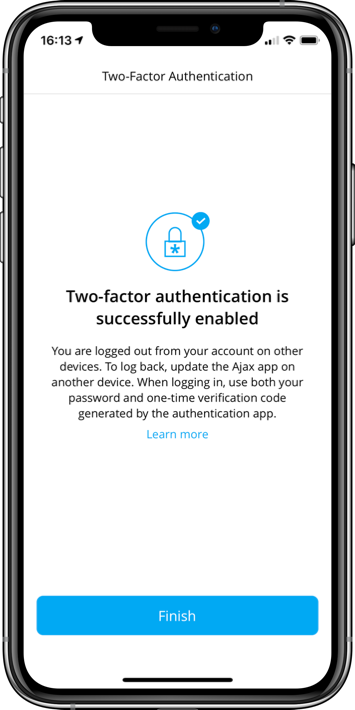 16:13
Two-Factor Authentication
Two-factor authentication is
successfully enabled
You are logged out from your account on other
devices. To log back, update the Ajax app on
another device. When logging in, use both your
password and one-time verification code
generated by the authentication app.
Learn more
Finish